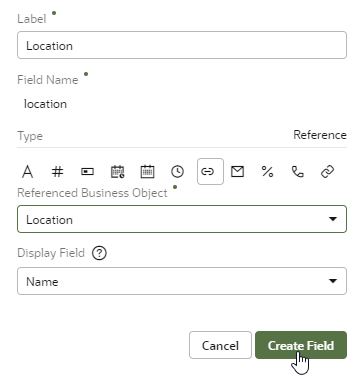 Label
Location
Field Name
location
Type Reference
A # %
Referenced Business Object
Location
Display Field ?
Name
Cancel Create Field